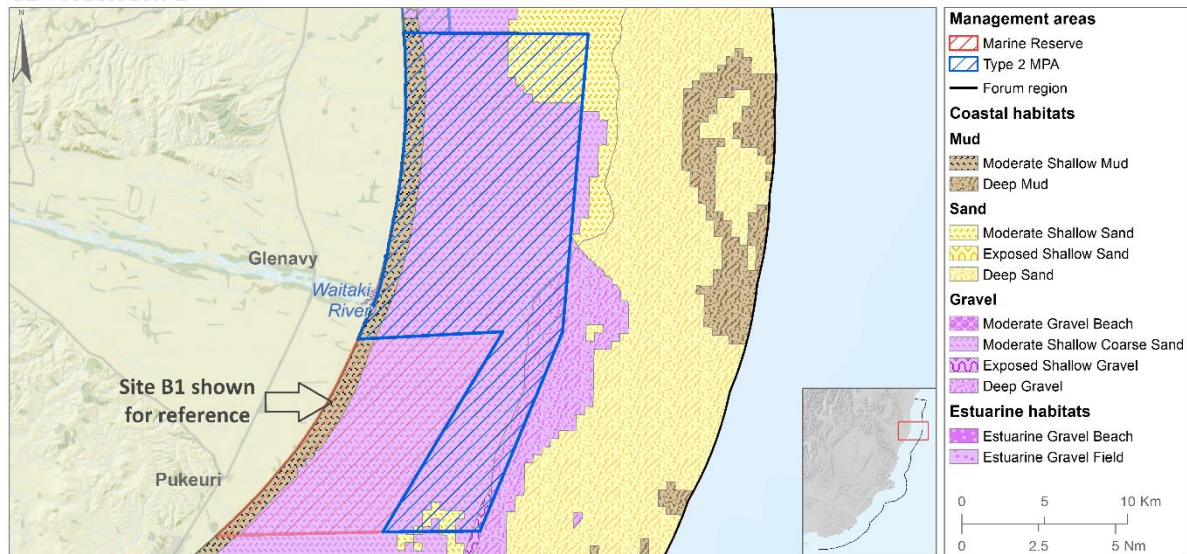 Glenavy
Waitaki
River
Site B1 shown
for reference
Pukeuri
Management areas
Marine Reserve
Type 2 MPA
Forum region
Coastal habitats
Mud
Moderate Shallow Mud
Deep Mud
Sand
Moderate Shallow Sand
Exposed Shallow Sand
Deep Sand
Gravel
Moderate Gravel Beach
Moderate Shallow Coarse Sand
Exposed Shallow Gravel
Deep Gravel
Estuarine habitats
Estuarine Gravel Beach
Estuarine Gravel Field
0 5 10 Km
0 2.5 5 Nm